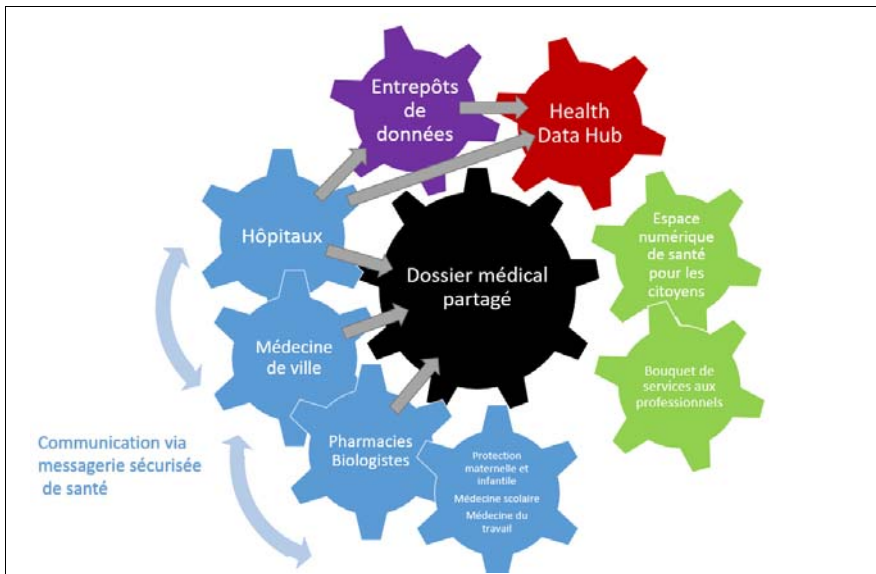 Entrepôts
de
données
Health
Data Hub
Hôpitaux
Espace
numérique
de santé
pour les
citoyens
Dossier médical
partagé
Médecine
de ville
Bouquet de
services aux
professionnels
Communication via
messagerie sécurisée
de santé
Pharmacies
Biologistes
Protection
maternelle et
infantile
Médecine scolaire
Médecine du
travail